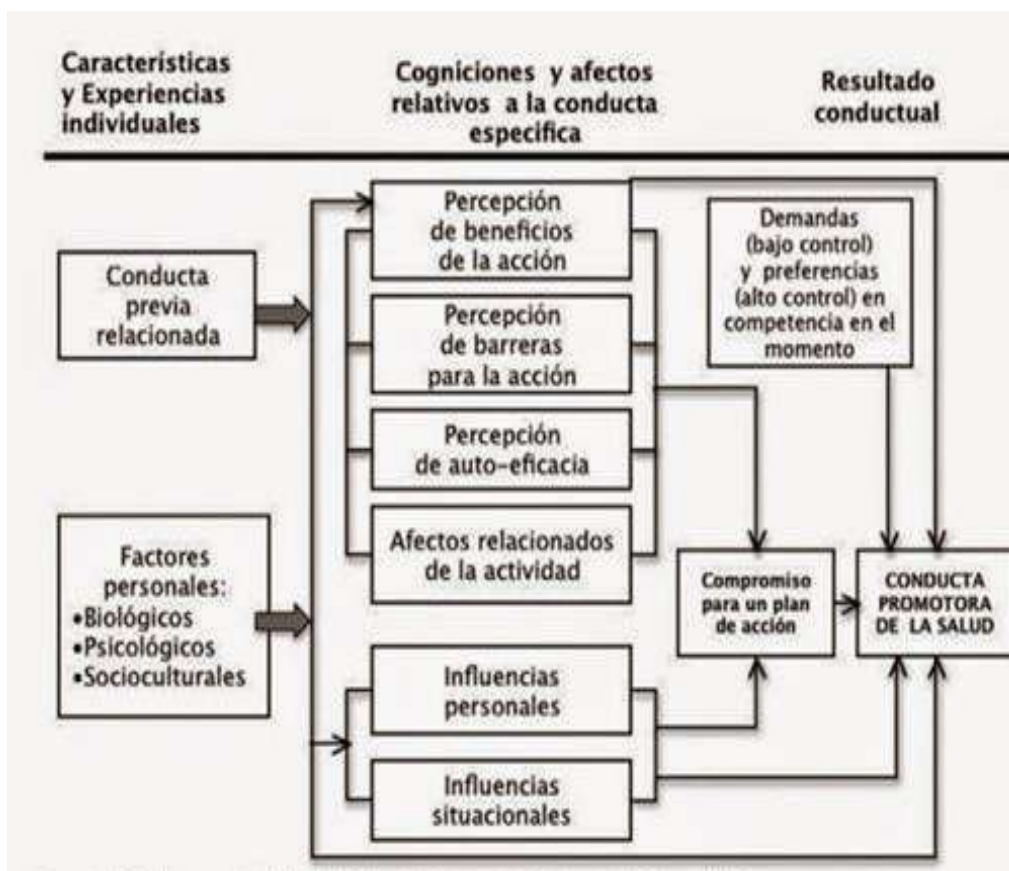 Características
y Experiencias
individuales
Cogniciones y afectos
relativos a la conducta
especifica
Resultado
conductual
Conducta
previa
relacionada
Factores
personales:
•Biológicos
•Psicológicos
•Socioculturales
Percepción
de beneficios
de la acción
Percepción
de barreras
para la acción
Percepción
de auto-eficacia
Afectos relacionados
de la actividad
Influencias
personales
Influencias
situacionales
Demandas
(bajo control)
y preferencias
(alto control) en
competencia en el
momento
Compromiso
para un plan
de acción
CONDUCTA
PROMOTORA
DE LA SALUD